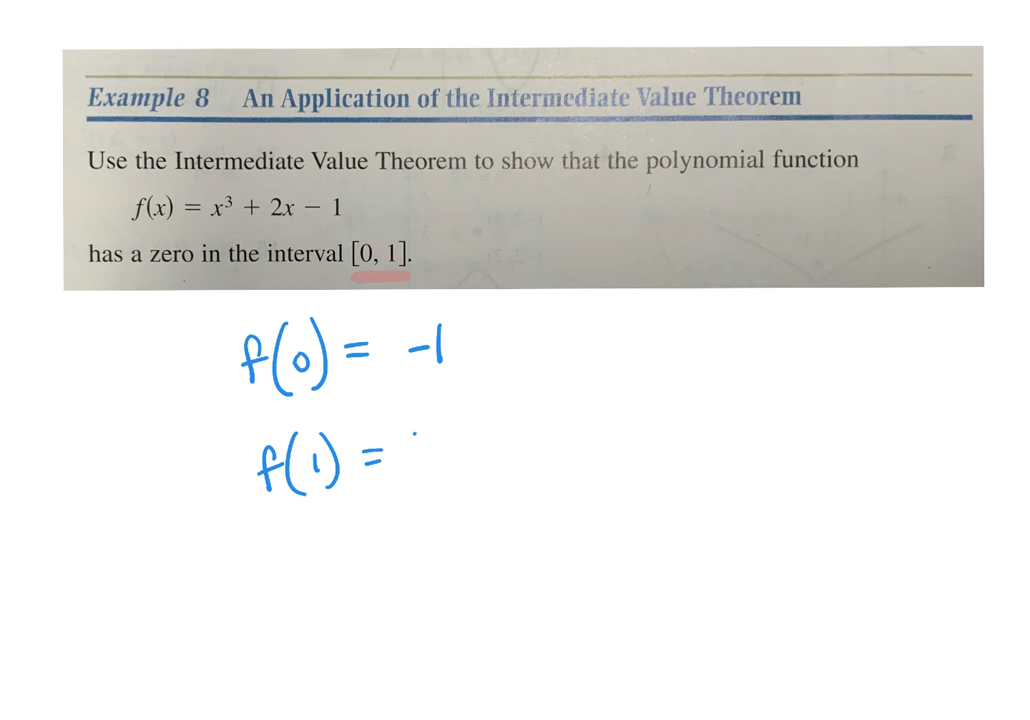 Example 8 An Application of the Intermediate Value Theorem
Use the Intermediate Value Theorem to show that the polynomial function
f(x) = x³ + 2x − 1
has a zero in the interval [0, 1].
f(0) = -1
f(1) =